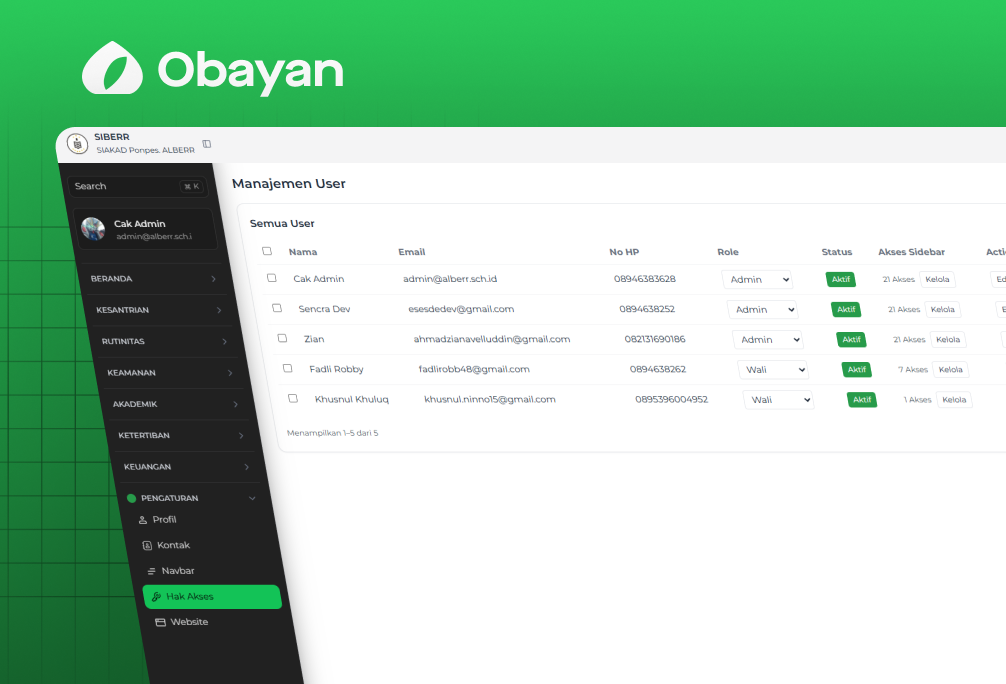 Obayan
SIBERR
SIAKAD Ponpes. ALBERR
Search ⌘ K
Cak Admin
admin@alberr.sch.i
BERANDA
KESANTRIAN
RUTINITAS
KEAMANAN
AKADEMIK
KETERTIBAN
KEUANGAN
PENGATURAN
Profil
Kontak
Navbar
Hak Akses
Website
Manajemen User
Semua User
Nama Email No HP Role Status Akses Sidebar Acti
Cak Admin admin@alberr.sch.id 08946383628 Admin Aktif 21 Akses Kelola Ed
Sencra Dev esesdedev@gmail.com 0894638252 Admin Aktif 21 Akses Kelola E
Zian ahmadzianavelluddin@gmail.com 082131690186 Admin Aktif 21 Akses Kelola
Fadli Robby fadlirobb48@gmail.com 0894638262 Wali Aktif 7 Akses Kelola
Khusnul Khuluq khusnul.ninno15@gmail.com 0895396004952 Wali Aktif 1 Akses Kelola
Menampilkan 1–5 dari 5